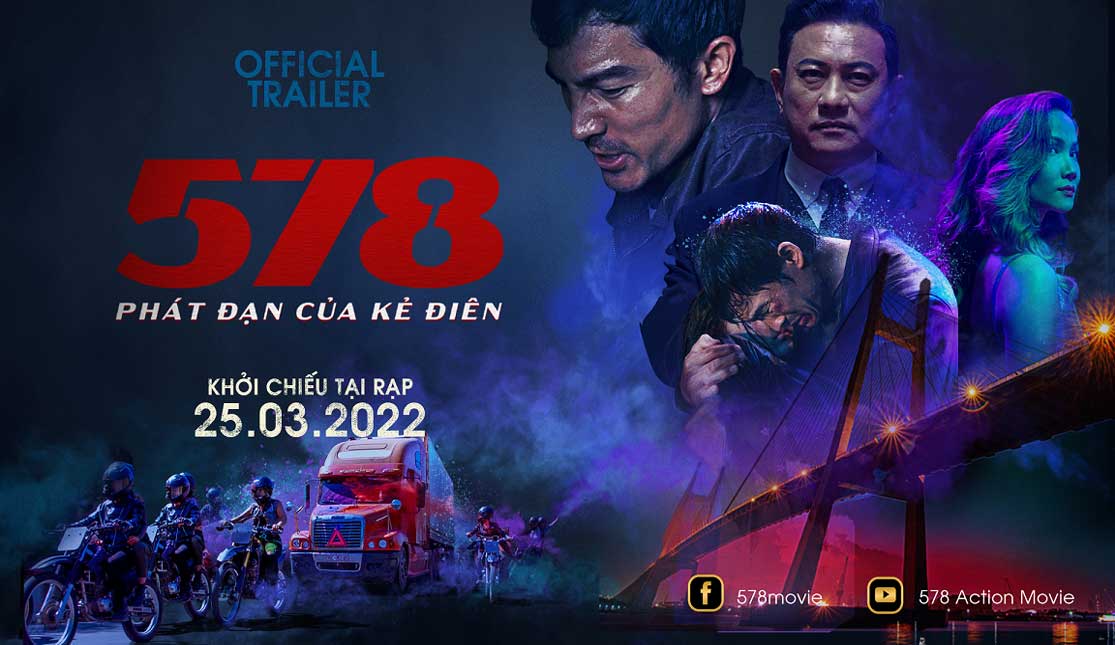 OFFICIAL
TRAILER
578
PHÁT ĐẠN CỦA KẺ ĐIÊN
KHỞI CHIẾU TẠI RẠP
25.03.2022
578movie
578 Action Movie